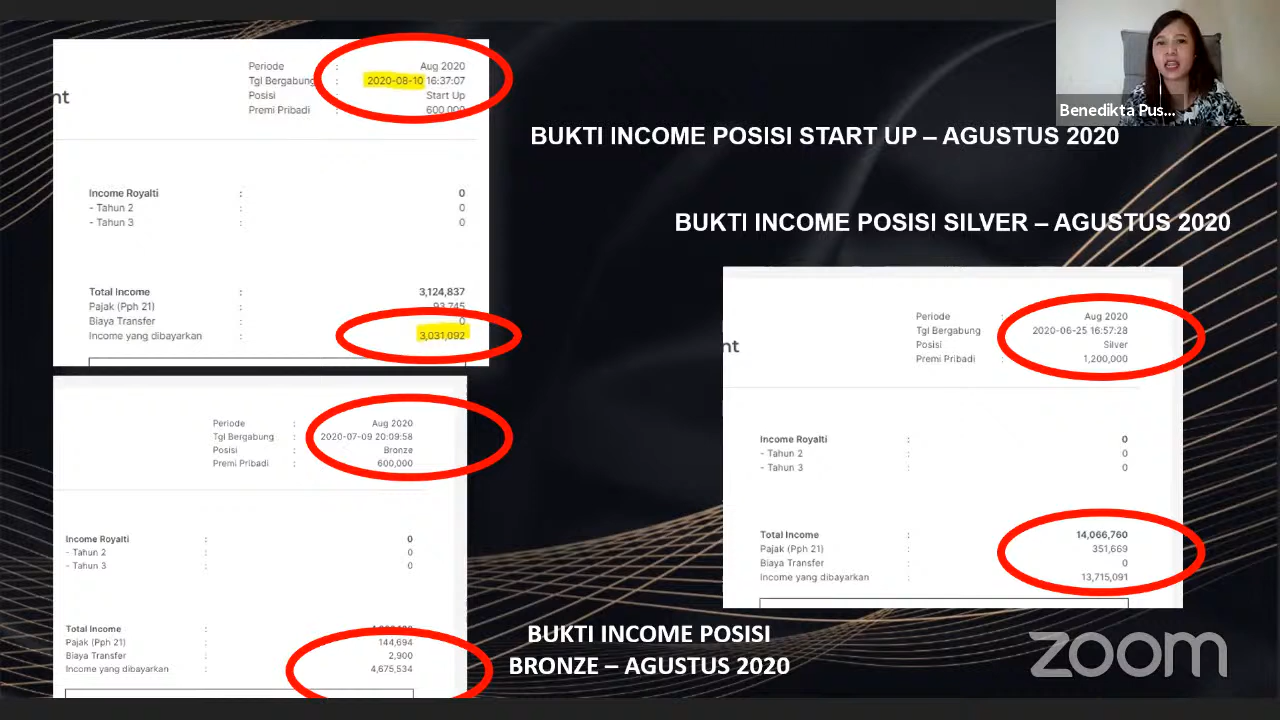 Benedikta Pus...
nt
Periode : Aug 2020
Tgl Bergabung : 2020-08-10 16:37:07
Posisi : Start Up
Premi Pribadi : 600,000
Income Royalti : 0
- Tahun 2 : 0
- Tahun 3 : 0
Total Income : 3,124,837
Pajak (Pph 21) : 93,745
Biaya Transfer : 0
Income yang dibayarkan : 3,031,092
BUKTI INCOME POSISI START UP – AGUSTUS 2020
BUKTI INCOME POSISI SILVER – AGUSTUS 2020
nt
Periode : Aug 2020
Tgl Bergabung : 2020-06-25 16:57:28
Posisi : Silver
Premi Pribadi : 1,200,000
Income Royalti : 0
- Tahun 2 : 0
- Tahun 3 : 0
Total Income : 14,066,760
Pajak (Pph 21) : 351,669
Biaya Transfer : 0
Income yang dibayarkan : 13,715,091
Periode : Aug 2020
Tgl Bergabung : 2020-07-09 20:09:58
Posisi : Bronze
Premi Pribadi : 600,000
Income Royalti : 0
- Tahun 2 : 0
- Tahun 3 : 0
Total Income :
Pajak (Pph 21) : 144,694
Biaya Transfer : 2,900
Income yang dibayarkan : 4,675,534
BUKTI INCOME POSISI
BRONZE – AGUSTUS 2020
zoom